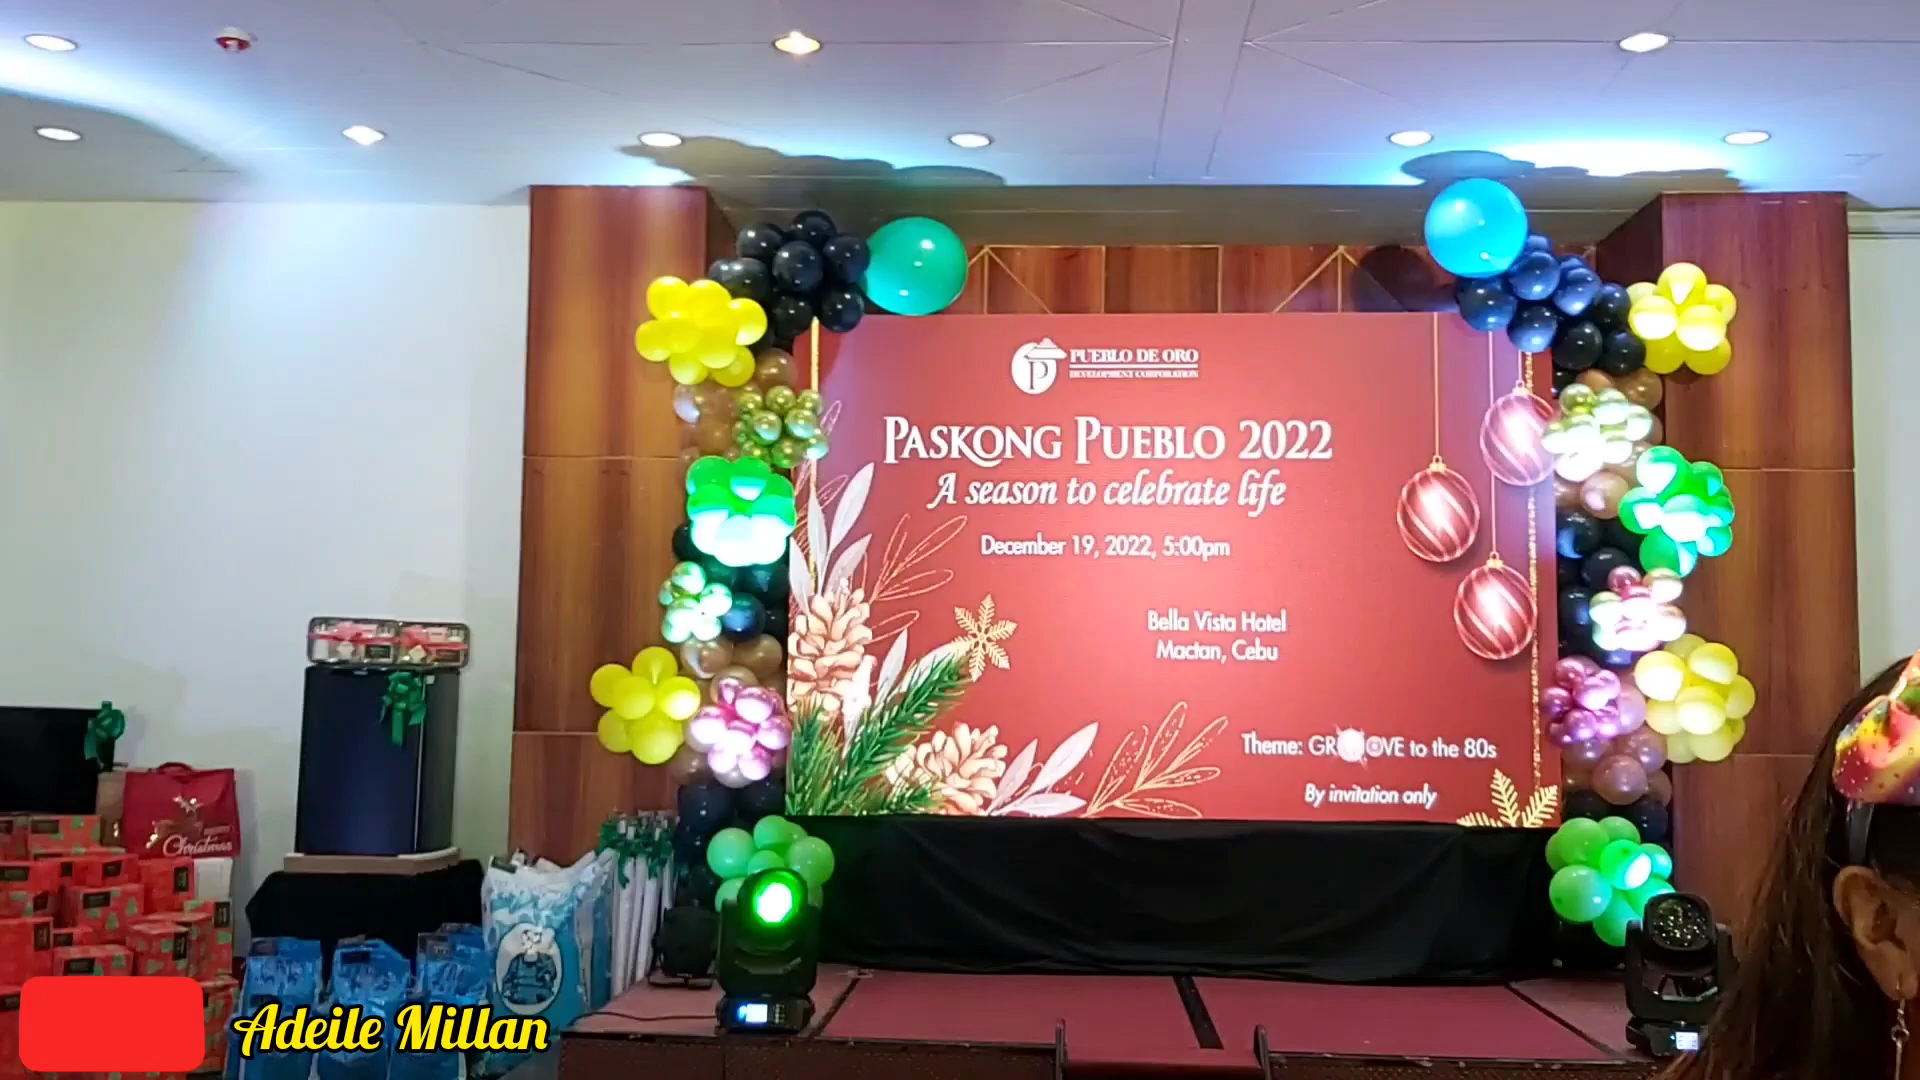 PUEBLO DE ORO
DEVELOPMENT CORPORATION
PASKONG PUEBLO 2022
A season to celebrate life
December 19, 2022, 5:00pm
Bella Vista Hotel
Mactan, Cebu
Theme: GROOVE to the 80s
By invitation only
Christmas
Adeile Millan